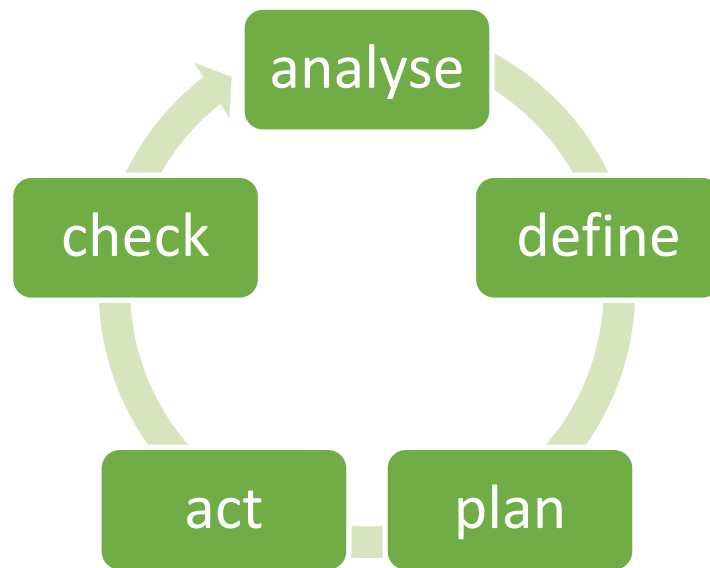 analyse
define
plan
act
check